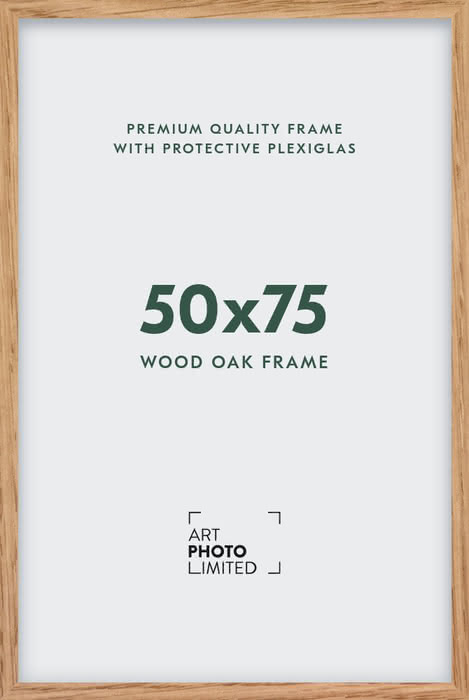 PREMIUM QUALITY FRAME
WITH PROTECTIVE PLEXIGLAS
50x75
WOOD OAK FRAME
ART
PHOTO
LIMITED